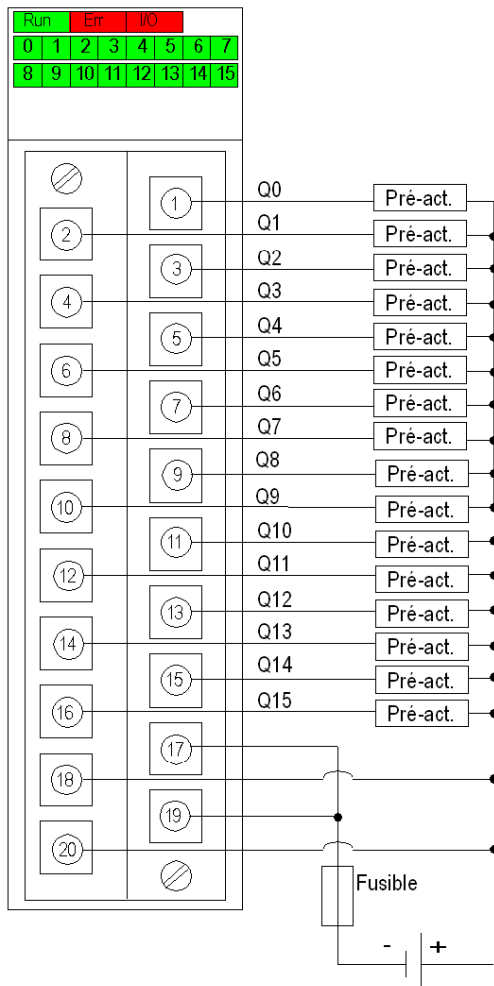 Run Err I/O
0 1 2 3 4 5 6 7
8 9 10 11 12 13 14 15
1 Q0 Pré-act.
2 Q1 Pré-act.
3 Q2 Pré-act.
4 Q3 Pré-act.
5 Q4 Pré-act.
6 Q5 Pré-act.
7 Q6 Pré-act.
8 Q7 Pré-act.
9 Q8 Pré-act.
10 Q9 Pré-act.
11 Q10 Pré-act.
12 Q11 Pré-act.
13 Q12 Pré-act.
14 Q13 Pré-act.
15 Q14 Pré-act.
16 Q15 Pré-act.
17
18
19
20
Fusible
- +